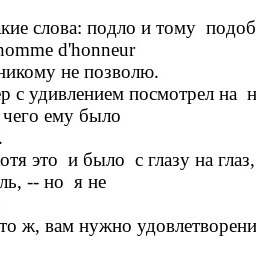 кие слова: подло и тому подоб
homme d'honneur
никому не позволю.
р с удивлением посмотрел на н
чего ему было
.
отя это и было с глазу на глаз,
ль, -- но я не
то ж, вам нужно удовлетворени